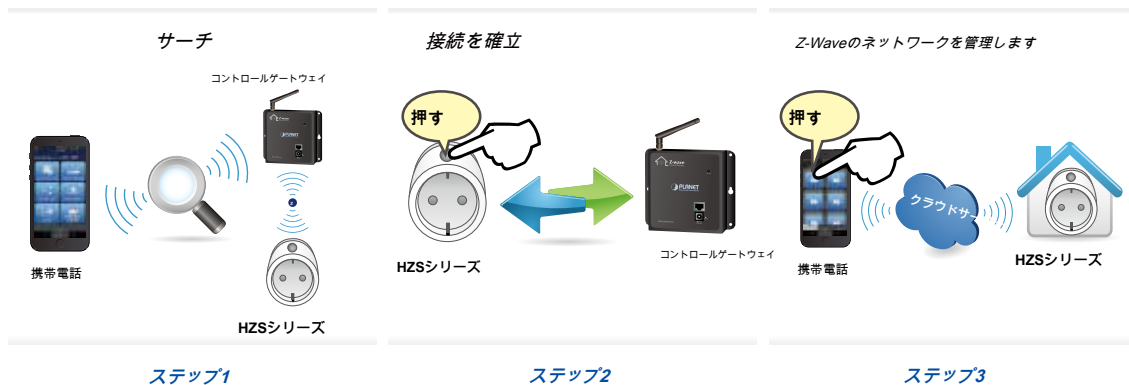 サーチ
コントロールゲートウェイ
Z-wave
PLANET
携帯電話
HZSシリーズ
ステップ1
接続を確立
押す
Z-wave
PLANET
HZSシリーズ
コントロールゲートウェイ
ステップ2
Z-Waveのネットワークを管理します
押す
クラウドサー
携帯電話
HZSシリーズ
ステップ3